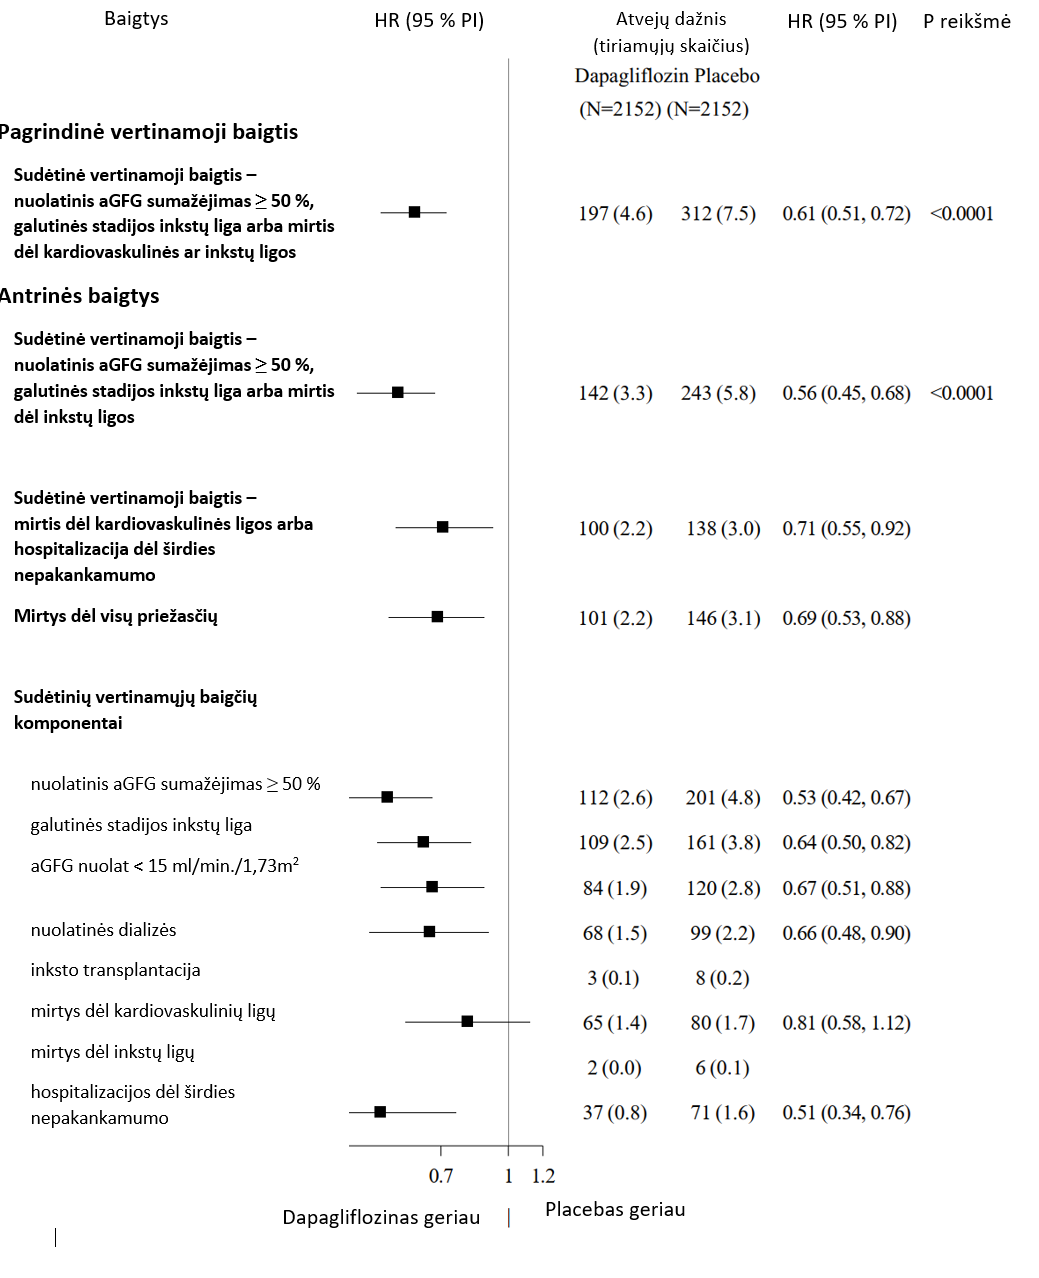 Baigtys HR (95 % PI) Atvejų dažnis HR (95 % PI) P reikšmė
(tiriamųjų skaičius)
Dapagliflozin Placebo
(N=2152) (N=2152)
Pagrindinė vertinamoji baigtis
Sudėtinė vertinamoji baigtis –
nuolatinis aGFG sumažėjimas ≥ 50 %,
galutinės stadijos inkstų liga arba mirtis
dėl kardiovaskulinės ar inkstų ligos
197 (4.6) 312 (7.5) 0.61 (0.51, 0.72) <0.0001
Antrinės baigtys
Sudėtinė vertinamoji baigtis –
nuolatinis aGFG sumažėjimas ≥ 50 %,
galutinės stadijos inkstų liga arba mirtis
dėl inkstų ligos
142 (3.3) 243 (5.8) 0.56 (0.45, 0.68) <0.0001
Sudėtinė vertinamoji baigtis –
mirtis dėl kardiovaskulinės ligos arba
hospitalizacija dėl širdies
nepakankamumo
100 (2.2) 138 (3.0) 0.71 (0.55, 0.92)
Mirtys dėl visų priežasčių 101 (2.2) 146 (3.1) 0.69 (0.53, 0.88)
Sudėtinių vertinamųjų baigčių
komponentai
nuolatinis aGFG sumažėjimas ≥ 50 % 112 (2.6) 201 (4.8) 0.53 (0.42, 0.67)
galutinės stadijos inkstų liga 109 (2.5) 161 (3.8) 0.64 (0.50, 0.82)
aGFG nuolat < 15 ml/min./1,73m² 84 (1.9) 120 (2.8) 0.67 (0.51, 0.88)
nuolatinės dializės 68 (1.5) 99 (2.2) 0.66 (0.48, 0.90)
inksto transplantacija 3 (0.1) 8 (0.2)
mirtys dėl kardiovaskulinių ligų 65 (1.4) 80 (1.7) 0.81 (0.58, 1.12)
mirtys dėl inkstų ligų 2 (0.0) 6 (0.1)
hospitalizacijos dėl širdies
nepakankamumo 37 (0.8) 71 (1.6) 0.51 (0.34, 0.76)
0.7 1 1.2
Dapagliflozinas geriau | Placebas geriau